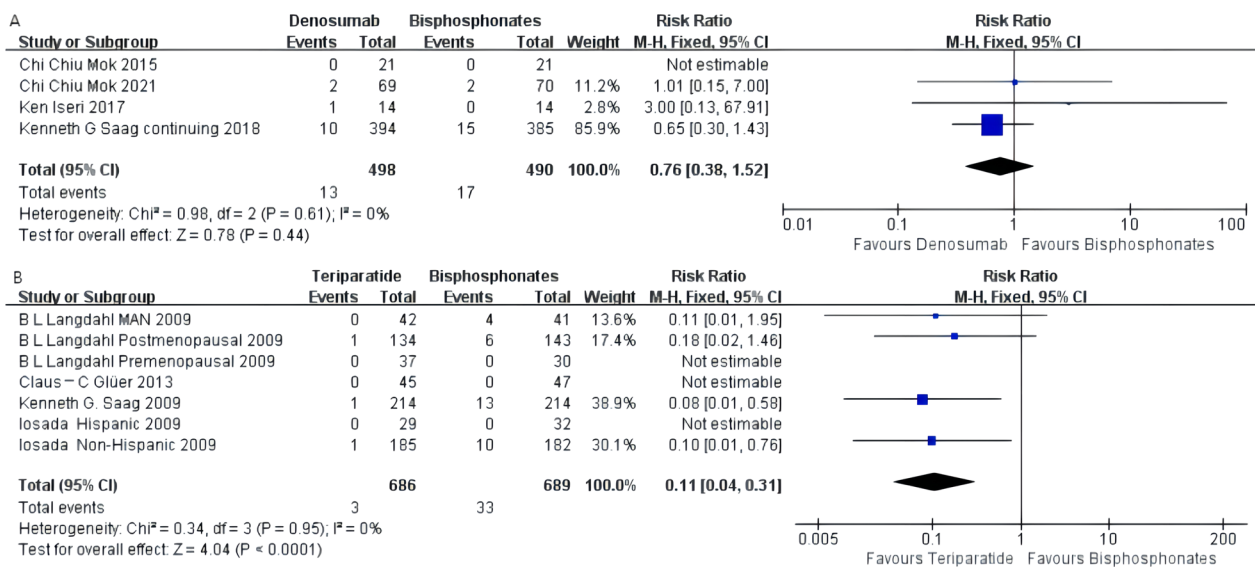 A
Denosumab Bisphosphonates Risk Ratio Risk Ratio
Study or Subgroup Events Total Events Total Weight M-H, Fixed, 95% CI M-H, Fixed, 95% CI
Chi Chiu Mok 2015 0 21 0 21 Not estimable
Chi Chiu Mok 2021 2 69 2 70 11.2% 1.01 [0.15, 7.00]
Ken Iseri 2017 1 14 0 14 2.8% 3.00 [0.13, 67.91]
Kenneth G Saag continuing 2018 10 394 15 385 85.9% 0.65 [0.30, 1.43]
Total (95% CI) 498 490 100.0% 0.76 [0.38, 1.52]
Total events 13 17
Heterogeneity: Chi² = 0.98, df = 2 (P = 0.61); I² = 0%
Test for overall effect: Z = 0.78 (P = 0.44)
0.01 0.1 1 10 100
Favours Denosumab Favours Bisphosphonates
B
Teriparatide Bisphosphonates Risk Ratio Risk Ratio
Study or Subgroup Events Total Events Total Weight M-H, Fixed, 95% CI M-H, Fixed, 95% CI
B L Langdahl MAN 2009 0 42 4 41 13.6% 0.11 [0.01, 1.95]
B L Langdahl Postmenopausal 2009 1 134 6 143 17.4% 0.18 [0.02, 1.46]
B L Langdahl Premenopausal 2009 0 37 0 30 Not estimable
Claus－C Glüer 2013 0 45 0 47 Not estimable
Kenneth G. Saag 2009 1 214 13 214 38.9% 0.08 [0.01, 0.58]
losada Hispanic 2009 0 29 0 32 Not estimable
losada Non-Hispanic 2009 1 185 10 182 30.1% 0.10 [0.01, 0.76]
Total (95% CI) 686 689 100.0% 0.11 [0.04, 0.31]
Total events 3 33
Heterogeneity: Chi² = 0.34, df = 3 (P = 0.95); I² = 0%
Test for overall effect: Z = 4.04 (P < 0.0001)
0.005 0.1 1 10 200
Favours Teriparatide Favours Bisphosphonates